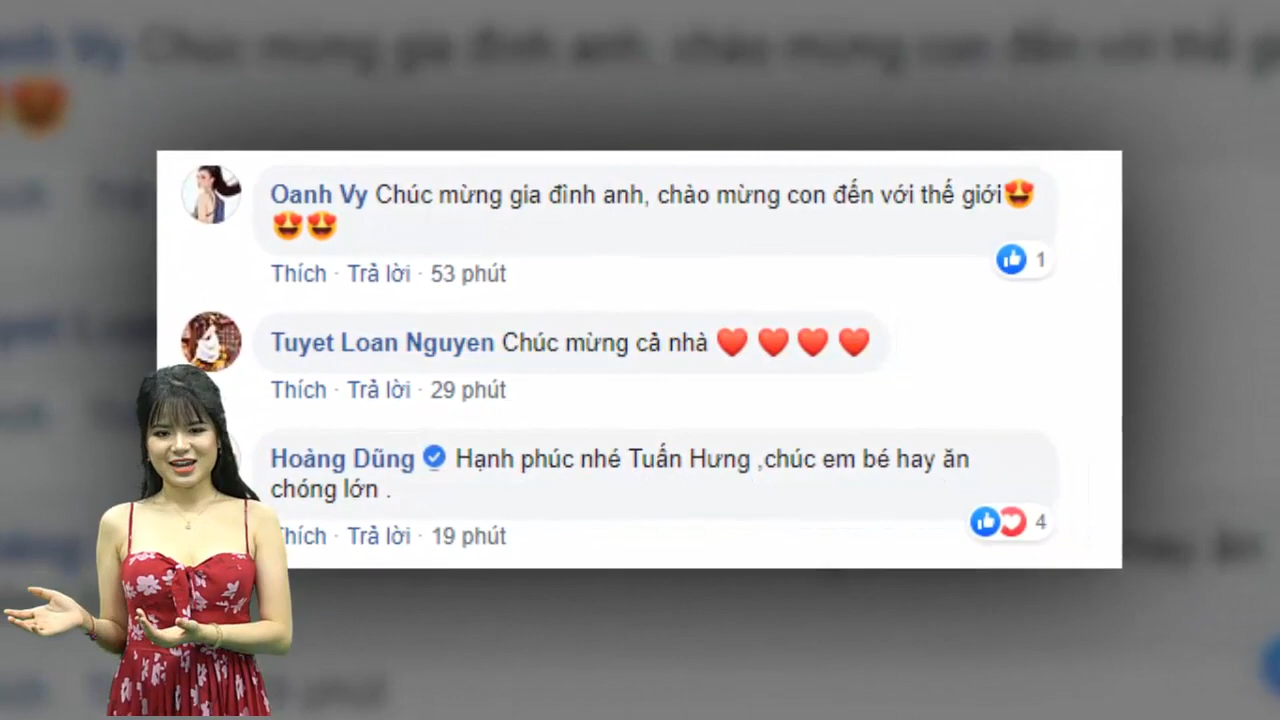 Oanh Vy Chúc mừng gia đình anh, chào mừng con đến với thế giới😍
😍😍
1
Thích · Trả lời · 53 phút
Tuyet Loan Nguyen Chúc mừng cả nhà ❤️ ❤️ ❤️ ❤️
Thích · Trả lời · 29 phút
Hoàng Dũng Hạnh phúc nhé Tuấn Hưng ,chúc em bé hay ăn
chóng lớn .
4
Thích · Trả lời · 19 phút